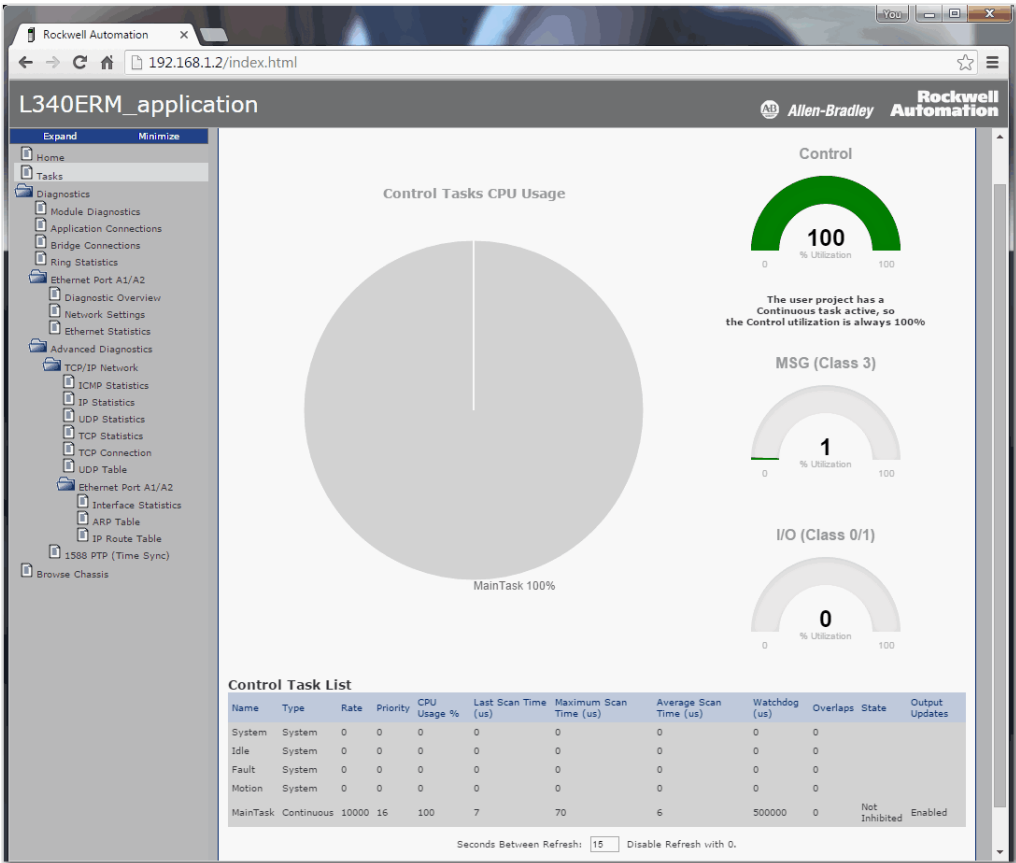 You
Rockwell Automation
192.168.1.2/index.html
L340ERM_application
AB Allen-Bradley Rockwell Automation
Expand Minimize
Home
Tasks
Diagnostics
Module Diagnostics
Application Connections
Bridge Connections
Ring Statistics
Ethernet Port A1/A2
Diagnostic Overview
Network Settings
Ethernet Statistics
Advanced Diagnostics
TCP/IP Network
ICMP Statistics
IP Statistics
UDP Statistics
TCP Statistics
TCP Connection
UDP Table
Ethernet Port A1/A2
Interface Statistics
ARP Table
IP Route Table
1588 PTP (Time Sync)
Browse Chassis
Control Tasks CPU Usage
MainTask 100%
Control
100
% Utilization
0 100
The user project has a
Continuous task active, so
the Control utilization is always 100%
MSG (Class 3)
1
% Utilization
0 100
I/O (Class 0/1)
0
% Utilization
0 100
Control Task List
Name Type Rate Priority CPU Usage % Last Scan Time (us) Maximum Scan Time (us) Average Scan Time (us) Watchdog (us) Overlaps State Output Updates
System System 0 0 0 0 0 0 0 0
Idle System 0 0 0 0 0 0 0 0
Fault System 0 0 0 0 0 0 0 0
Motion System 0 0 0 0 0 0 0 0
MainTask Continuous 10000 16 100 7 70 6 500000 0 Not Inhibited Enabled
Seconds Between Refresh: 15 Disable Refresh with 0.